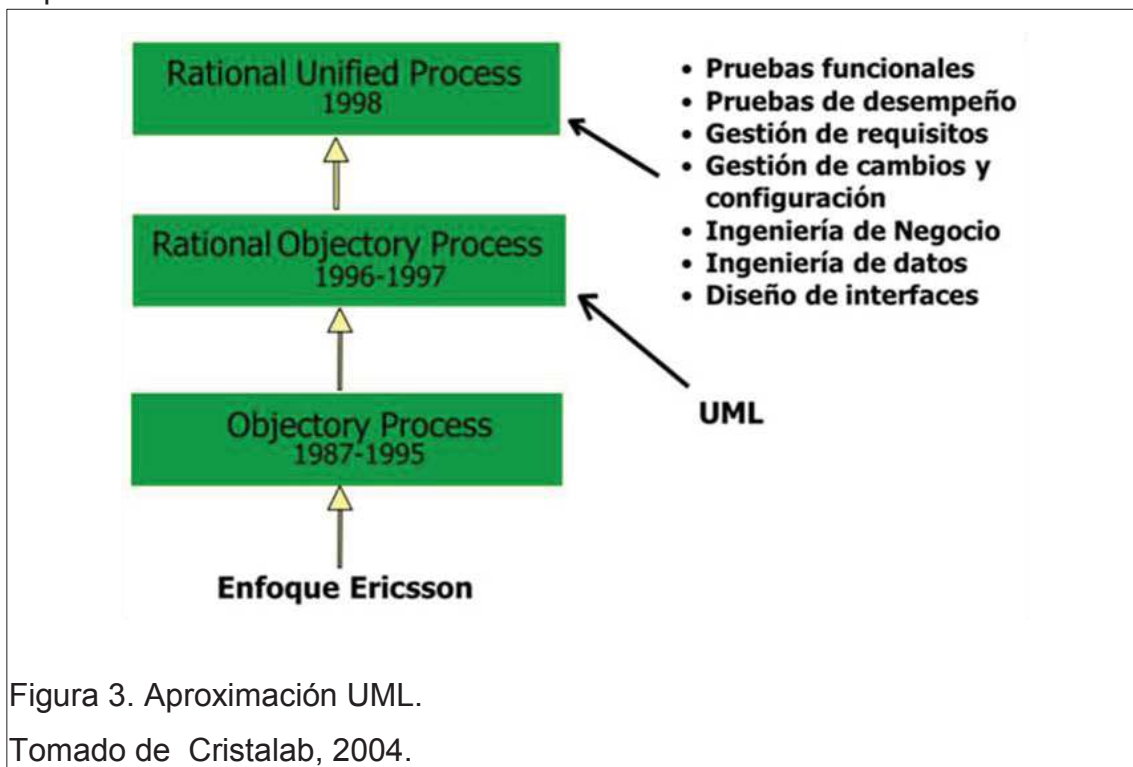 Rational Unified Process
1998
• Pruebas funcionales
• Pruebas de desempeño
• Gestión de requisitos
• Gestión de cambios y
configuración
• Ingeniería de Negocio
• Ingeniería de datos
• Diseño de interfaces
Rational Objectory Process
1996-1997
UML
Objectory Process
1987-1995
Enfoque Ericsson
Figura 3. Aproximación UML.
Tomado de Cristalab, 2004.